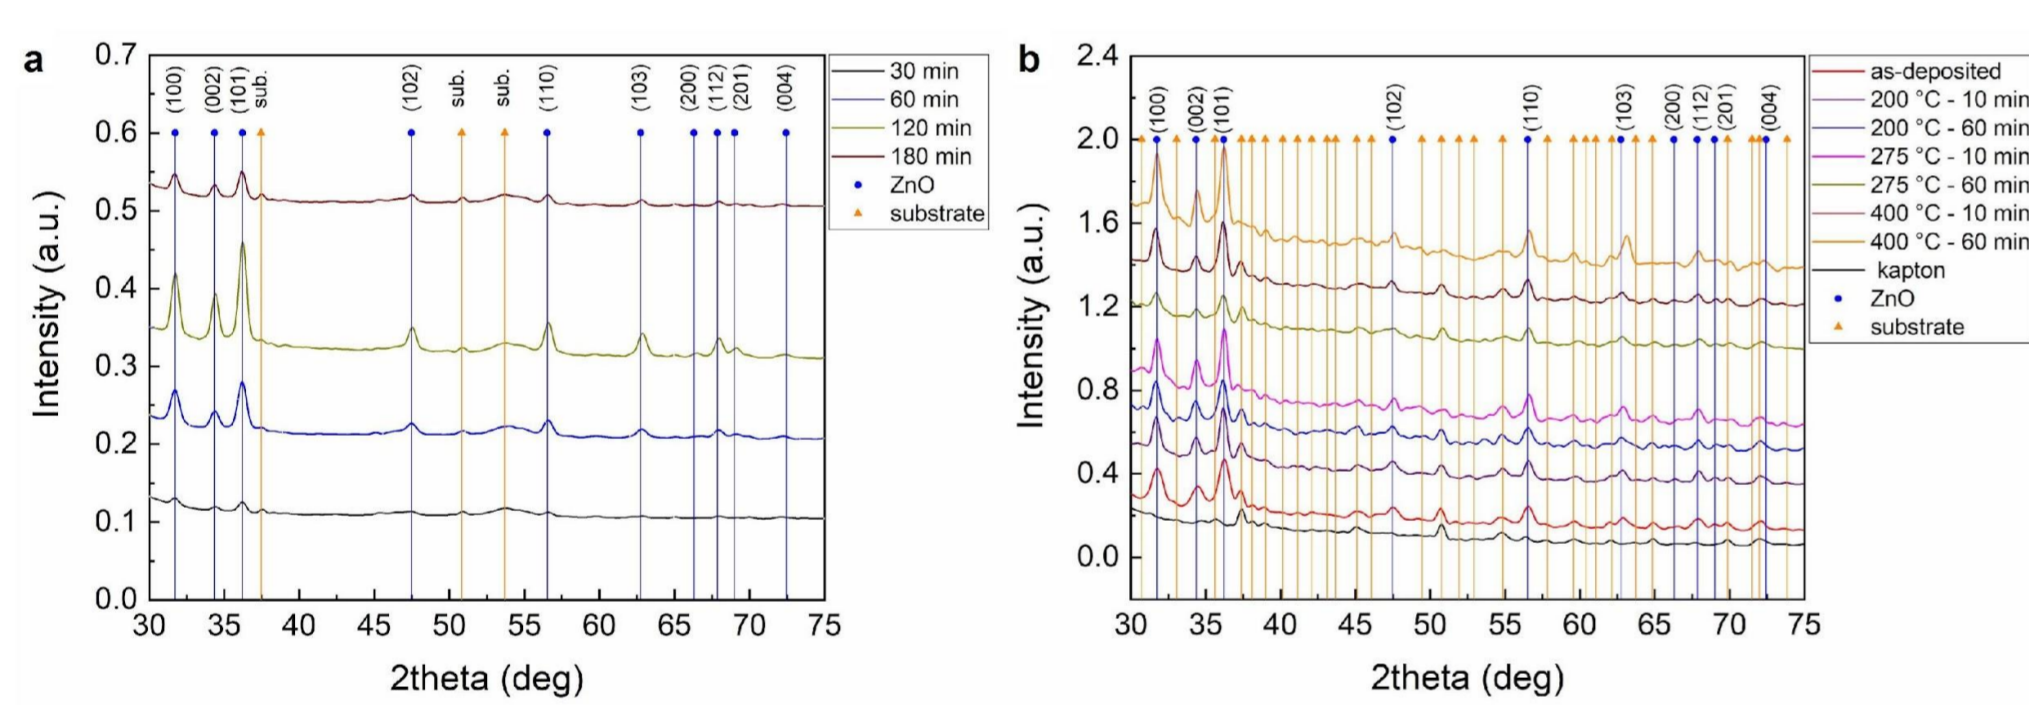 a
0.7
0.6
0.5
0.4
0.3
0.2
0.1
0.0
Intensity (a.u.)
(100)
(002)
(101)
sub.
(102)
sub.
sub.
(110)
(103)
(200)
(112)
(201)
(004)
30 35 40 45 50 55 60 65 70 75
2theta (deg)
30 min
60 min
120 min
180 min
ZnO
substrate
b
2.4
2.0
1.6
1.2
0.8
0.4
0.0
Intensity (a.u.)
(100)
(002)
(101)
(102)
(110)
(103)
(200)
(112)
(201)
(004)
30 35 40 45 50 55 60 65 70 75
2theta (deg)
as-deposited
200 °C - 10 min
200 °C - 60 min
275 °C - 10 min
275 °C - 60 min
400 °C - 10 min
400 °C - 60 min
kapton
ZnO
substrate